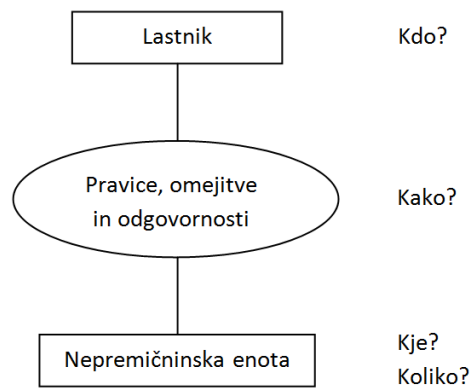 Lastnik
Kdo?
Pravice, omejitve
in odgovornosti
Kako?
Nepremičninska enota
Kje?
Koliko?